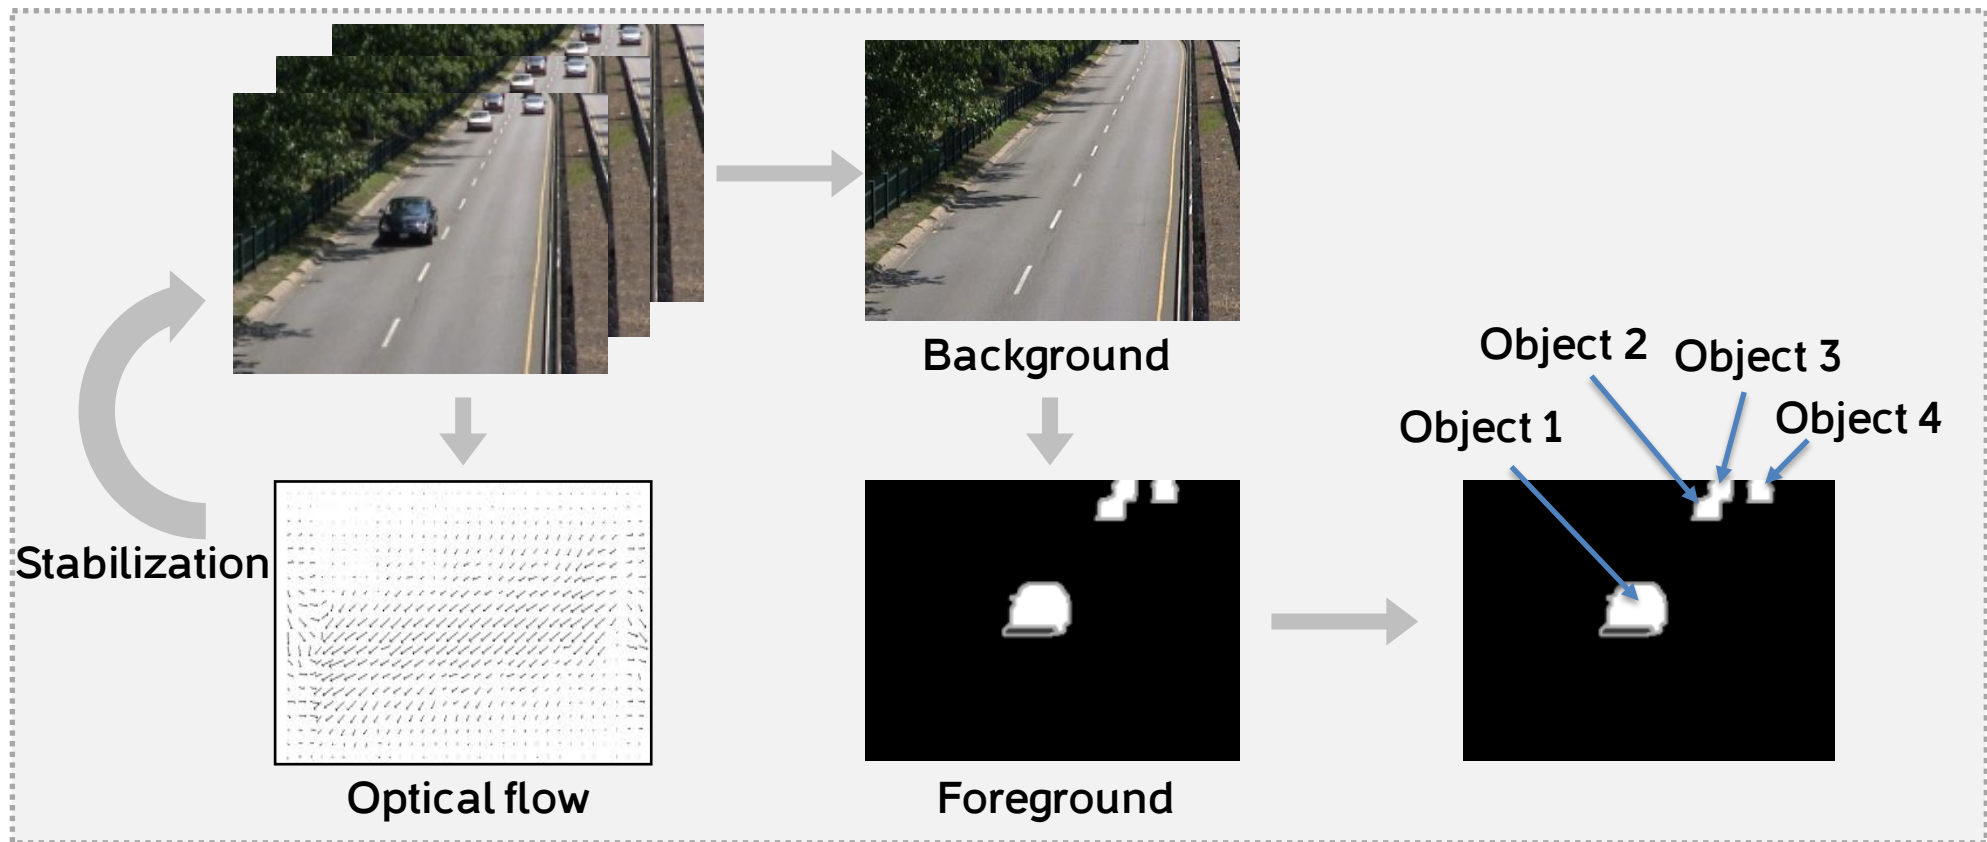 Background
Object 2
Object 3
Object 1
Object 4
Stabilization
Optical flow
Foreground